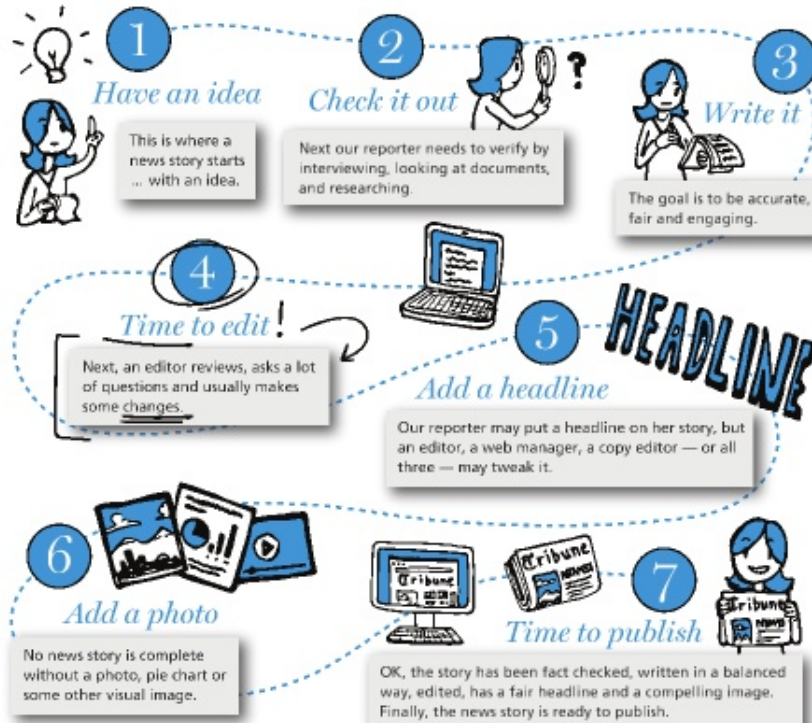 1
Have an idea
This is where a
news story starts
... with an idea.
2
Check it out
?
Next our reporter needs to verify by
interviewing, looking at documents,
and researching.
3
Write it
The goal is to be accurate,
fair and engaging.
4
Time to edit!
Next, an editor reviews, asks a lot
of questions and usually makes
some changes.
5
HEADLINE
Add a headline
Our reporter may put a headline on her story, but
an editor, a web manager, a copy editor — or all
three — may tweak it.
6
Add a photo
No news story is complete
without a photo, pie chart or
some other visual image.
Tribune
Tribune
NEWS
7
Time to publish
Tribune
NEWS
OK, the story has been fact checked, written in a balanced
way, edited, has a fair headline and a compelling image.
Finally, the news story is ready to publish.